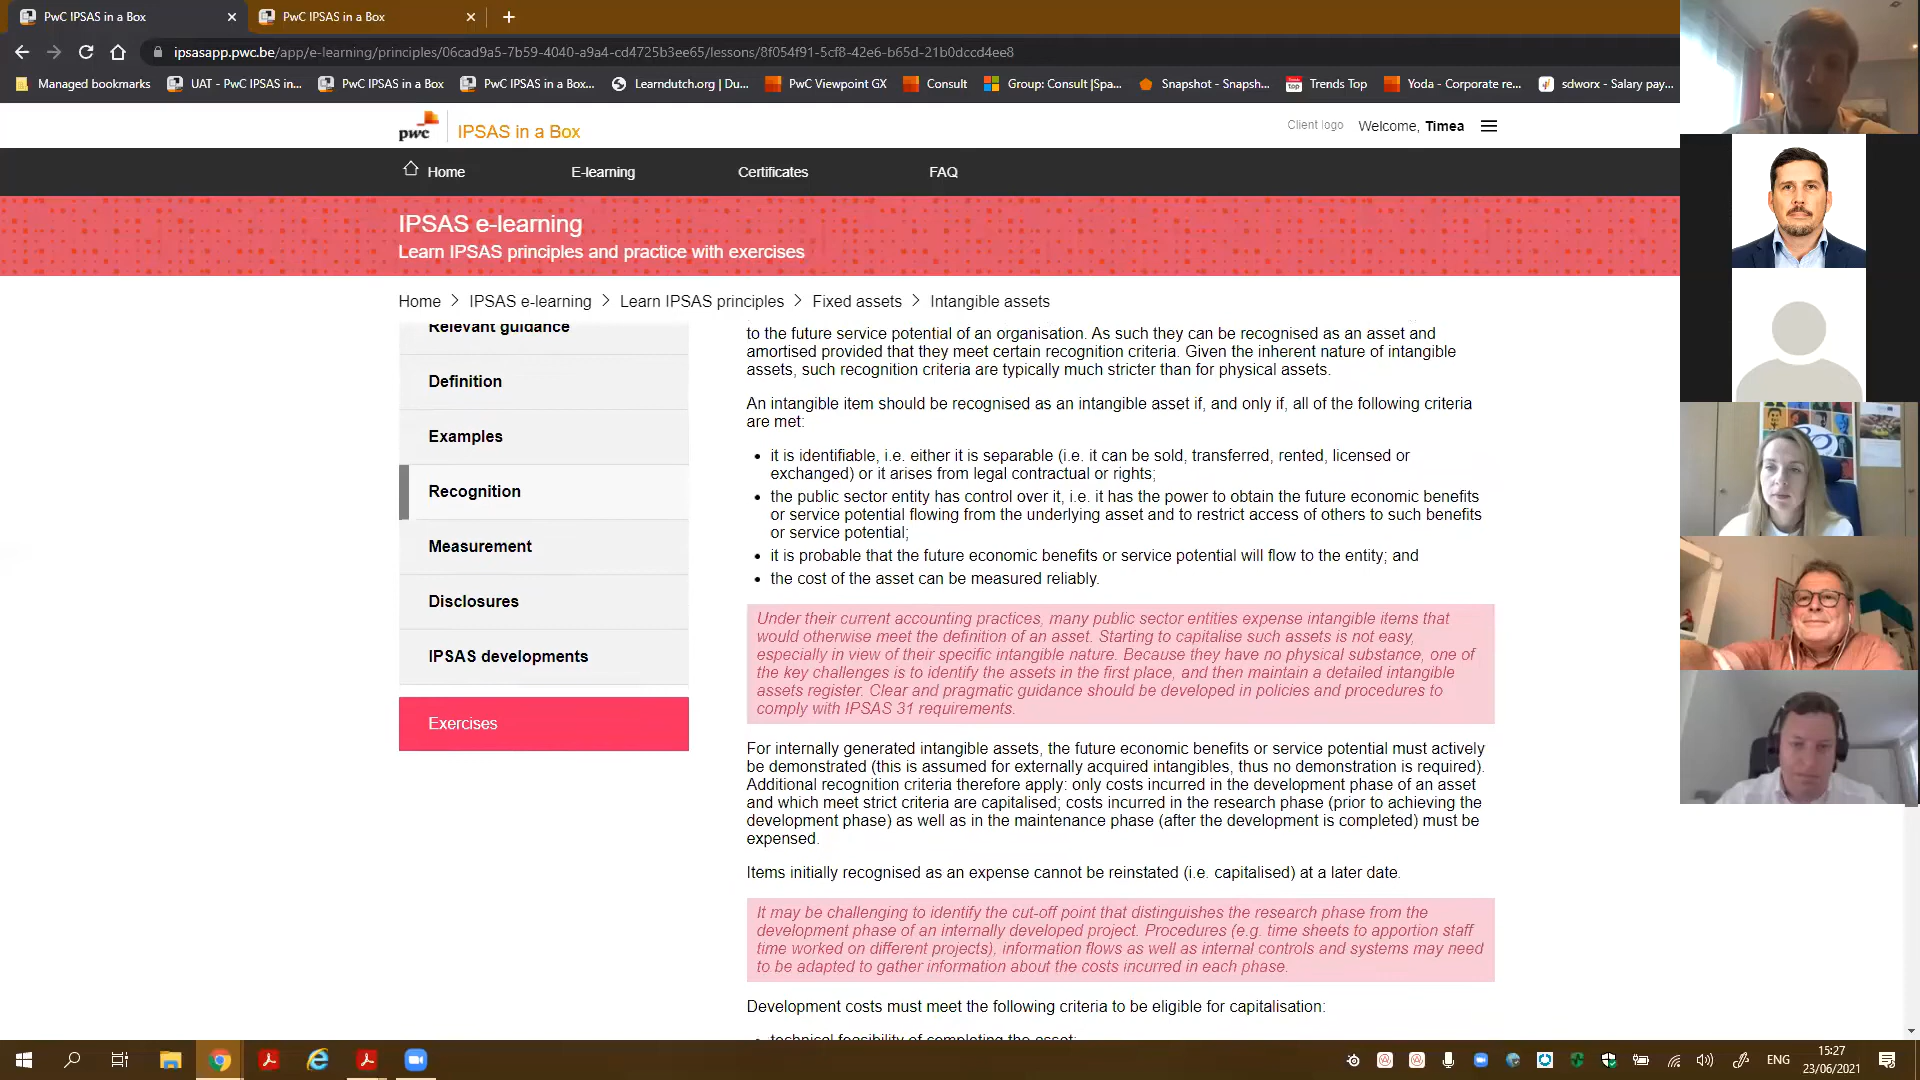 PwC IPSAS in a Box
PwC IPSAS in a Box
ipsasapp.pwc.be/app/e-learning/principles/06cad9a5-7b59-4040-a9a4-cd4725b3ee65/lessons/8f054f91-5cf8-42e6-b65d-21b0dccd4ee8
Managed bookmarks
UAT - PwC IPSAS in...
PwC IPSAS in a Box
PwC IPSAS in a Box...
Learndutch.org | Du...
PwC Viewpoint GX
Consult
Group: Consult |Spa...
Snapshot - Snapsh...
Trends Top
Yoda - Corporate re...
sdworx - Salary pay...
pwc
IPSAS in a Box
Client logo
Welcome, Timea
Home
E-learning
Certificates
FAQ
IPSAS e-learning
Learn IPSAS principles and practice with exercises
Home > IPSAS e-learning > Learn IPSAS principles > Fixed assets > Intangible assets
Relevant guidance
Definition
Examples
Recognition
Measurement
Disclosures
IPSAS developments
Exercises
to the future service potential of an organisation. As such they can be recognised as an asset and
amortised provided that they meet certain recognition criteria. Given the inherent nature of intangible
assets, such recognition criteria are typically much stricter than for physical assets.
An intangible item should be recognised as an intangible asset if, and only if, all of the following criteria
are met:
• it is identifiable, i.e. either it is separable (i.e. it can be sold, transferred, rented, licensed or
exchanged) or it arises from legal contractual or rights;
• the public sector entity has control over it, i.e. it has the power to obtain the future economic benefits
or service potential flowing from the underlying asset and to restrict access of others to such benefits
or service potential;
• it is probable that the future economic benefits or service potential will flow to the entity; and
• the cost of the asset can be measured reliably.
Under their current accounting practices, many public sector entities expense intangible items that
would otherwise meet the definition of an asset. Starting to capitalise such assets is not easy,
especially in view of their specific intangible nature. Because they have no physical substance, one of
the key challenges is to identify the assets in the first place, and then maintain a detailed intangible
assets register. Clear and pragmatic guidance should be developed in policies and procedures to
comply with IPSAS 31 requirements.
For internally generated intangible assets, the future economic benefits or service potential must actively
be demonstrated (this is assumed for externally acquired intangibles, thus no demonstration is required).
Additional recognition criteria therefore apply: only costs incurred in the development phase of an asset
and which meet strict criteria are capitalised; costs incurred in the research phase (prior to achieving the
development phase) as well as in the maintenance phase (after the development is completed) must be
expensed.
Items initially recognised as an expense cannot be reinstated (i.e. capitalised) at a later date.
It may be challenging to identify the cut-off point that distinguishes the research phase from the
development phase of an internally developed project. Procedures (e.g. time sheets to apportion staff
time worked on different projects), information flows as well as internal controls and systems may need
to be adapted to gather information about the costs incurred in each phase.
Development costs must meet the following criteria to be eligible for capitalisation:
• technical feasibility of completing the asset;
ENG
15:27
23/06/2021